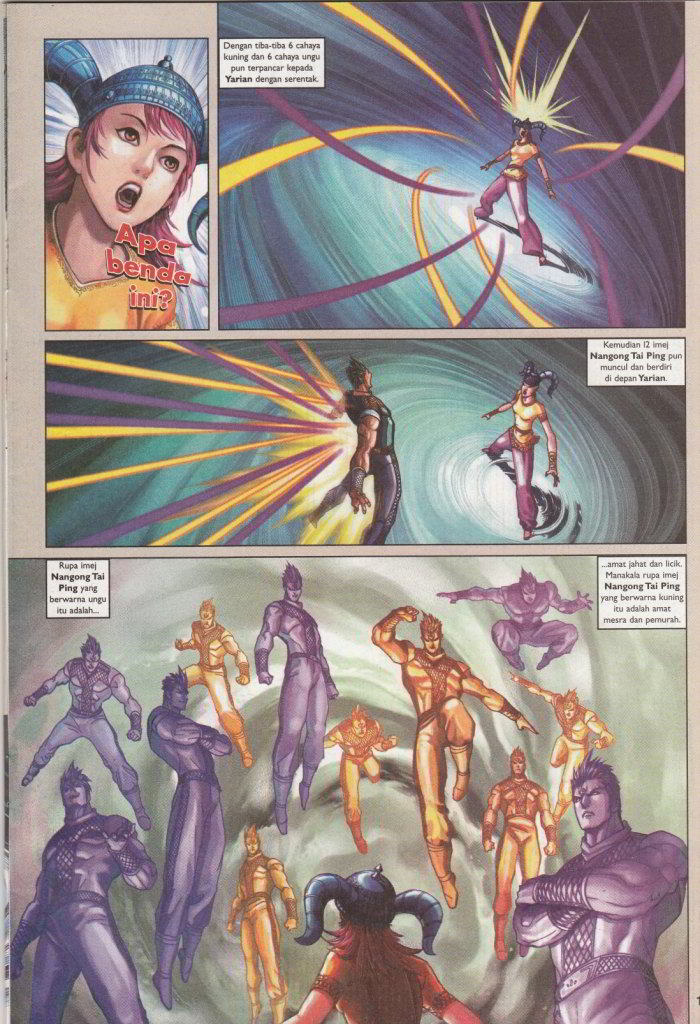 Apa
benda
ini?
Dengan tiba-tiba 6 cahaya
kuning dan 6 cahaya ungu
pun terpancar kepada
Yarian dengan serentak.
Kemudian 12 imej
Nangong Tai Ping pun
muncul dan berdiri
di depan Yarian.
Rupa imej
Nangong Tai
Ping yang
berwarna ungu
itu adalah...
...amat jahat dan licik.
Manakala rupa imej
Nangong Tai Ping
yang berwarna kuning
itu adalah amat
mesra dan pemurah.